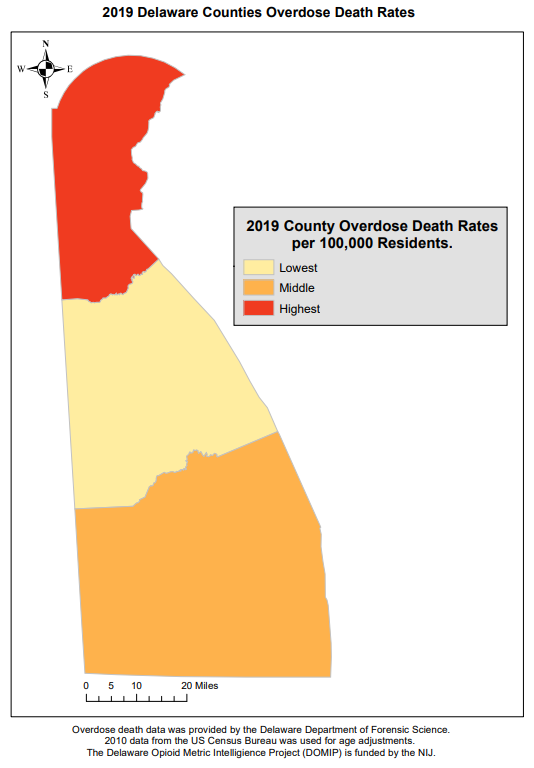 2019 Delaware Counties Overdose Death Rates
N
W E
S
2019 County Overdose Death Rates
per 100,000 Residents.
Lowest
Middle
Highest
0 5 10 20 Miles
Overdose death data was provided by the Delaware Department of Forensic Science.
2010 data from the US Census Bureau was used for age adjustments.
The Delaware Opioid Metric Intelligience Project (DOMIP) is funded by the NIJ.